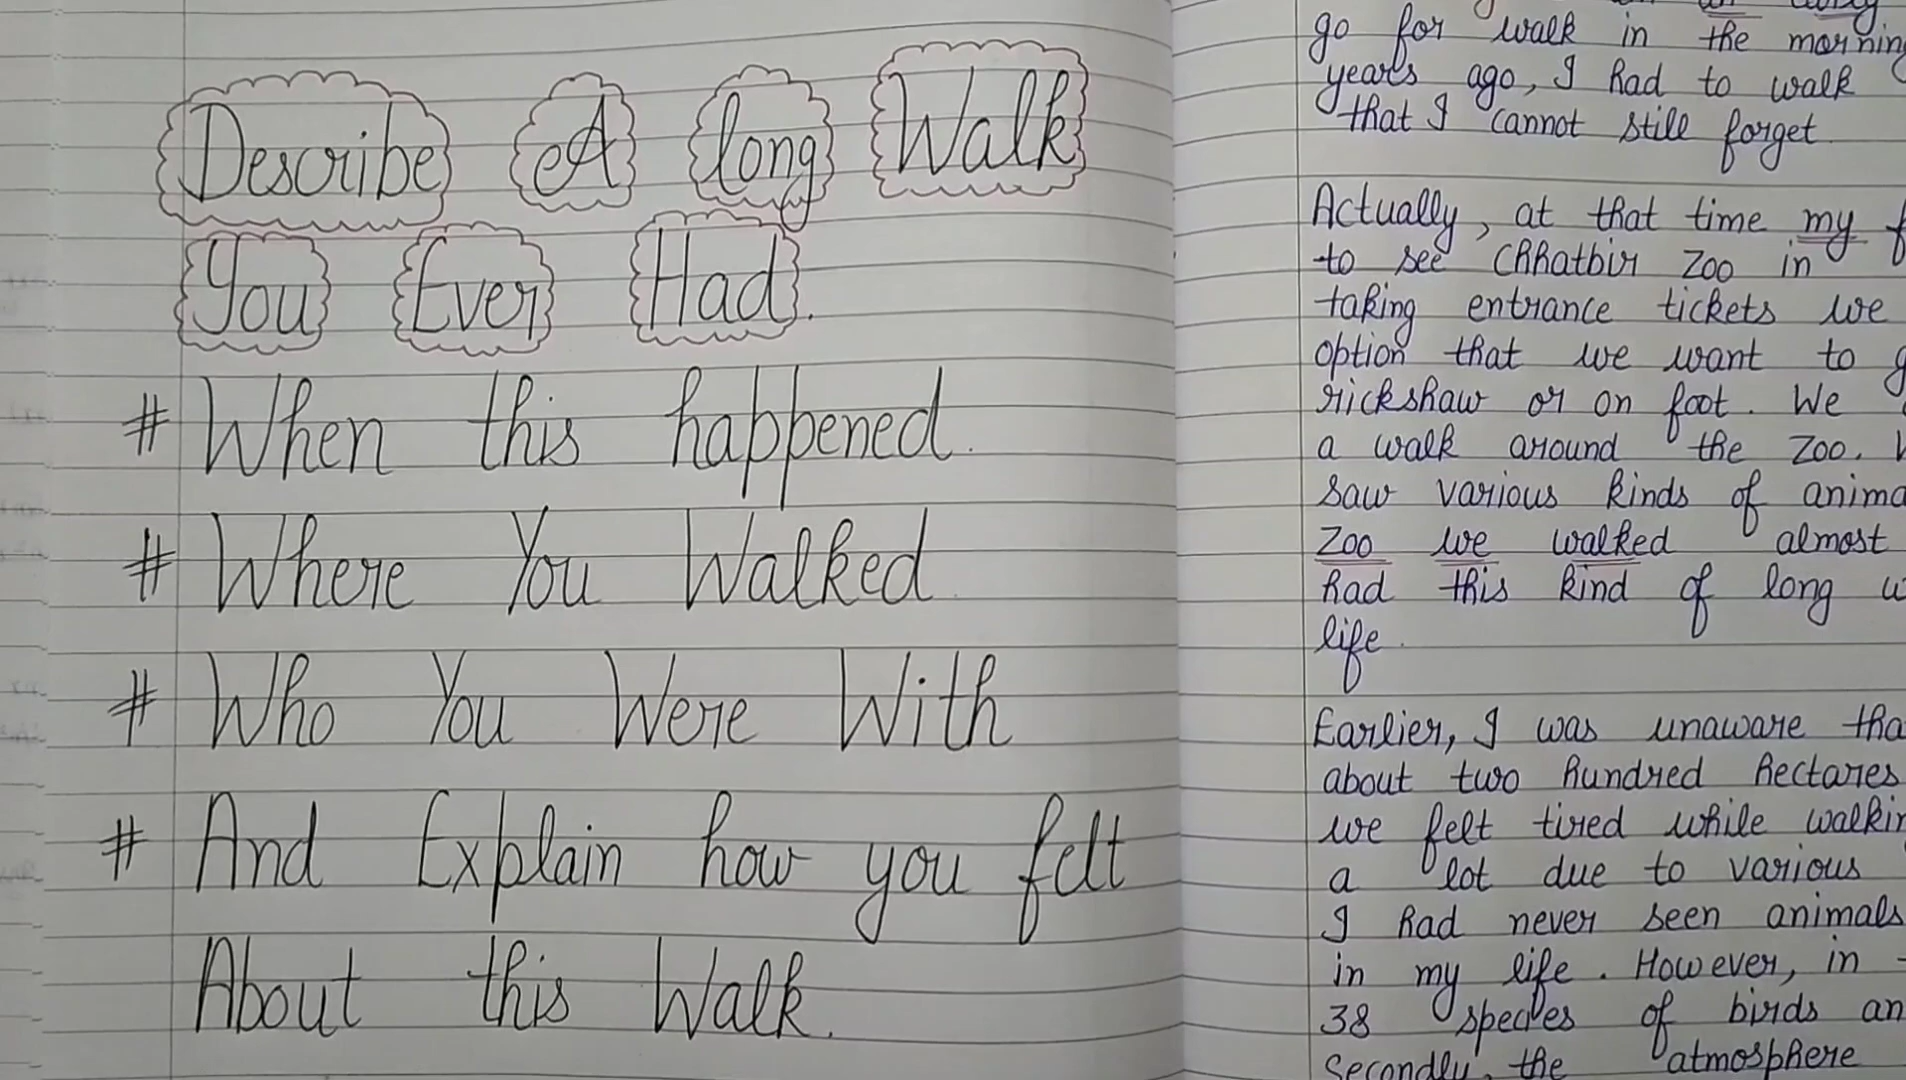 Describe A long Walk
You Ever Had.
# When this happened.
# Where You Walked
# Who You Were With
# And Explain how you felt
About this Walk.
go for walk in the morning
years ago, I had to walk
that I cannot still forget
Actually, at that time my
to see Chhatbir Zoo in
taking entrance tickets we
option that we want to
rickshaw or on foot. We
a walk around the Zoo.
saw various kinds of anima
Zoo we walked almost
had this kind of long w
life.
Earlier, I was unaware tha
about two hundred hectares
we felt tired while walkin
a lot due to various
I had never seen animals
in my life. However, in
38 species of birds an
Secondly, the atmosphere